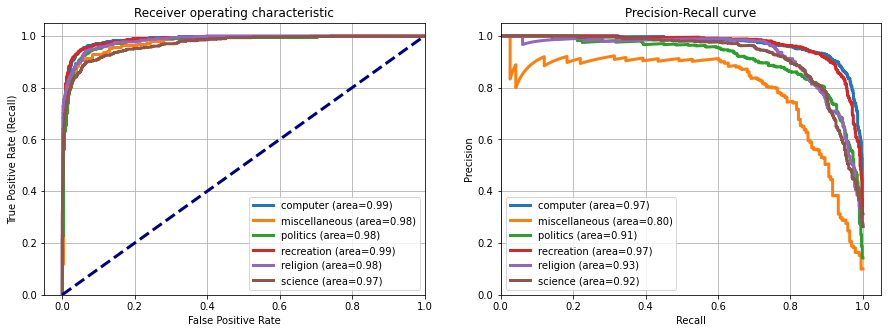 Receiver operating characteristic
True Positive Rate (Recall)
1.0
0.8
0.6
0.4
0.2
0.0
computer (area=0.99)
miscellaneous (area=0.98)
politics (area=0.98)
recreation (area=0.99)
religion (area=0.98)
science (area=0.97)
0.0 0.2 0.4 0.6 0.8 1.0
False Positive Rate
Precision-Recall curve
Precision
1.0
0.8
0.6
0.4
0.2
0.0
computer (area=0.97)
miscellaneous (area=0.80)
politics (area=0.91)
recreation (area=0.97)
religion (area=0.93)
science (area=0.92)
0.0 0.2 0.4 0.6 0.8 1.0
Recall